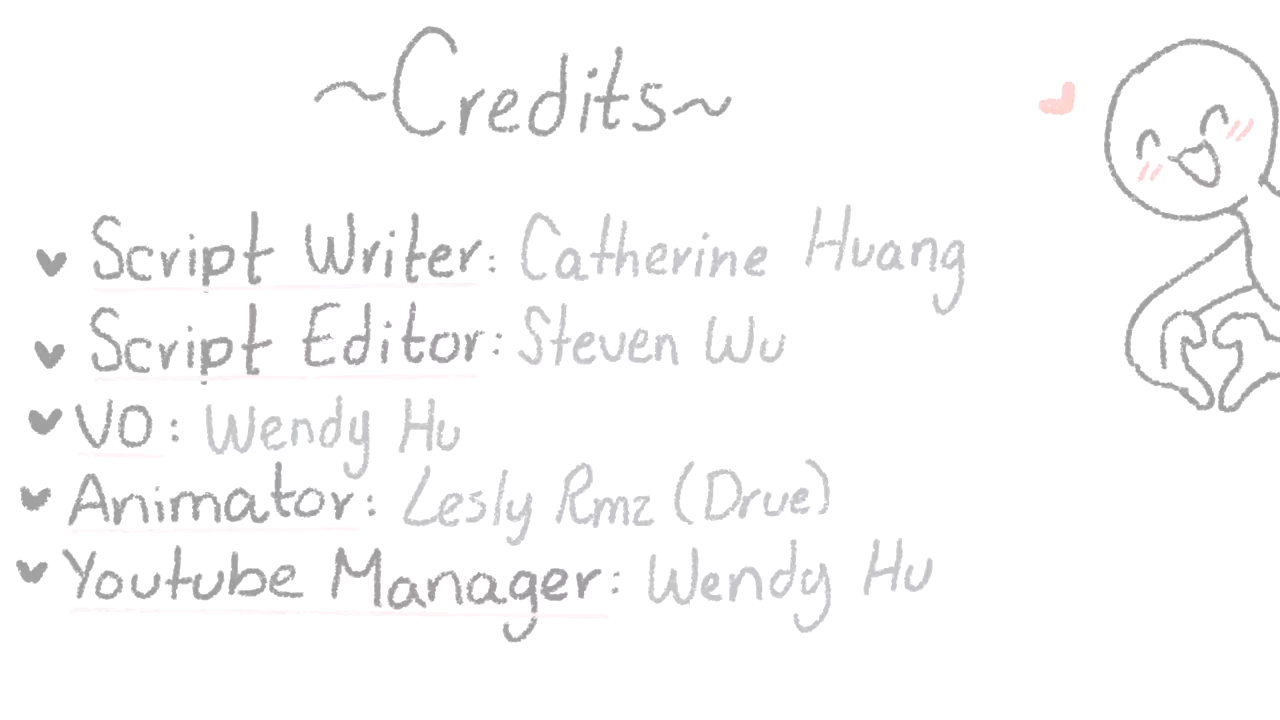 ~Credits~
Script Writer: Catherine Huang
Script Editor: Steven Wu
VO: Wendy Hu
Animator: Lesly Rmz (Drue)
Youtube Manager: Wendy Hu